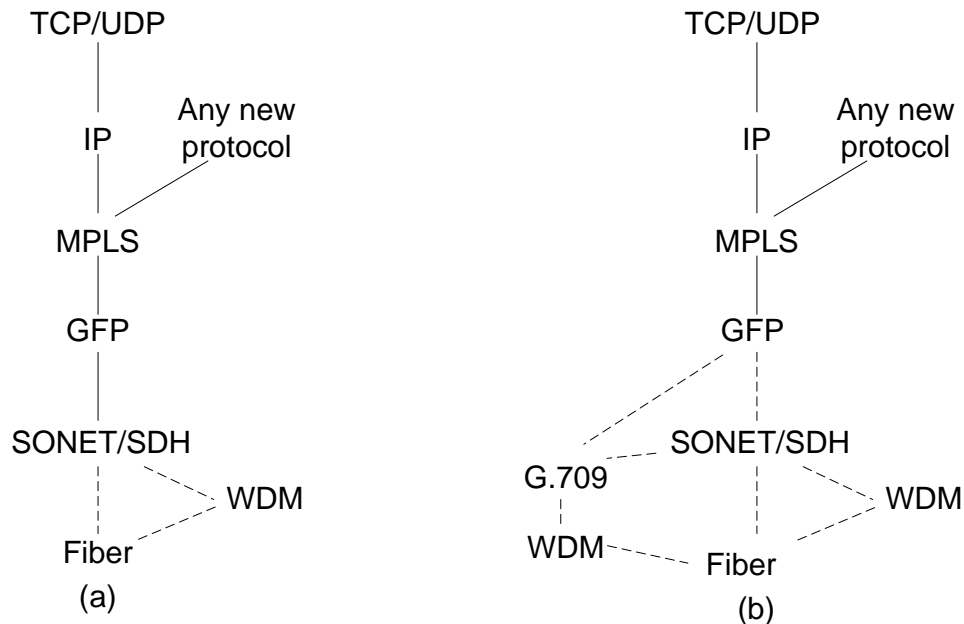 TCP/UDP
IP
Any new
protocol
MPLS
GFP
SONET/SDH
WDM
Fiber
(a)
TCP/UDP
IP
Any new
protocol
MPLS
GFP
SONET/SDH
G.709
WDM
WDM
Fiber
(b)